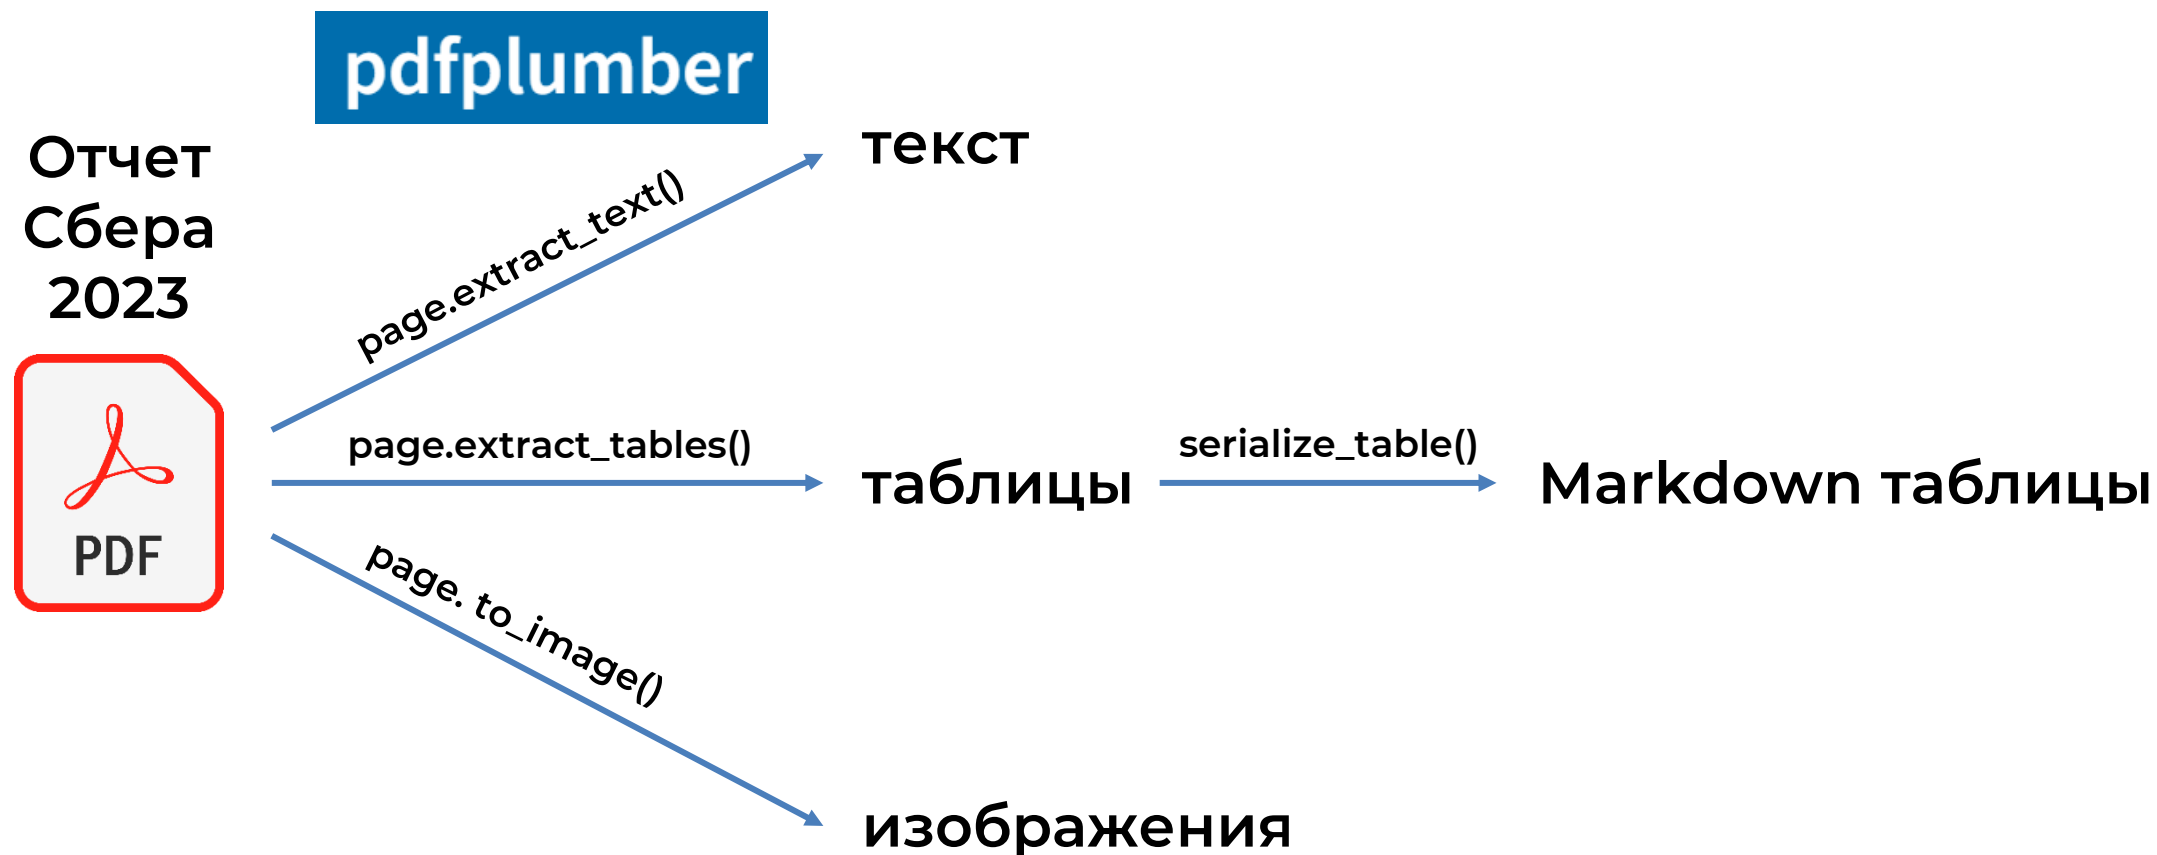 pdfplumber
Отчет
Сбера
2023
PDF
page.extract_text()
текст
page.extract_tables()
таблицы
serialize_table()
Markdown таблицы
page. to_image()
изображения